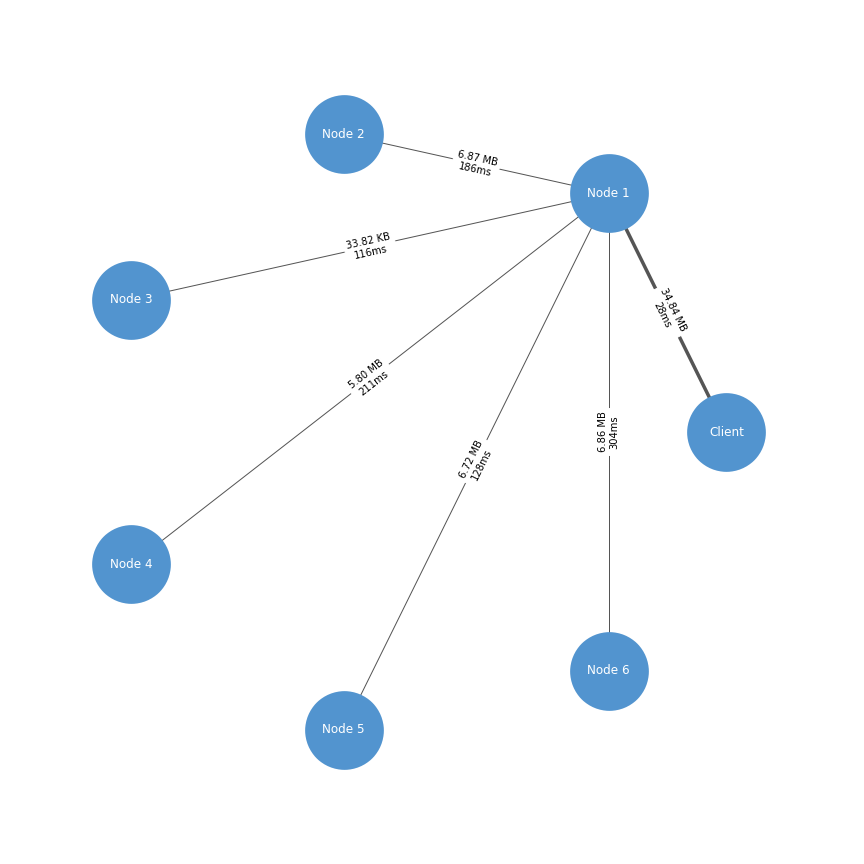 Node 2
6.87 MB
186ms
Node 1
33.82 KB
116ms
Node 3
34.84 MB
28ms
5.80 MB
211ms
Client
6.86 MB
304ms
6.72 MB
128ms
Node 4
Node 6
Node 5